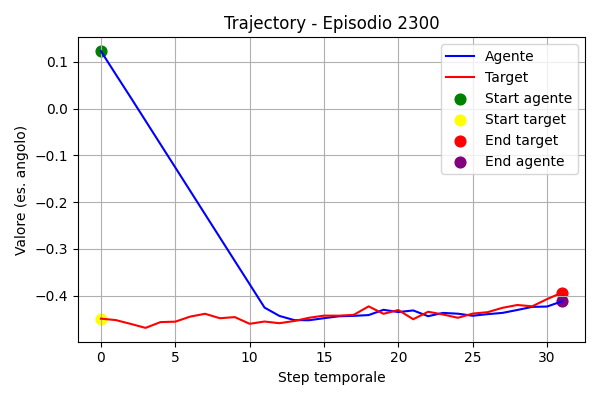 Trajectory - Episodio 2300
Valore (es. angolo)
0.1
0.0
−0.1
−0.2
−0.3
−0.4
0 5 10 15 20 25 30
Step temporale
Agente
Target
Start agente
Start target
End target
End agente